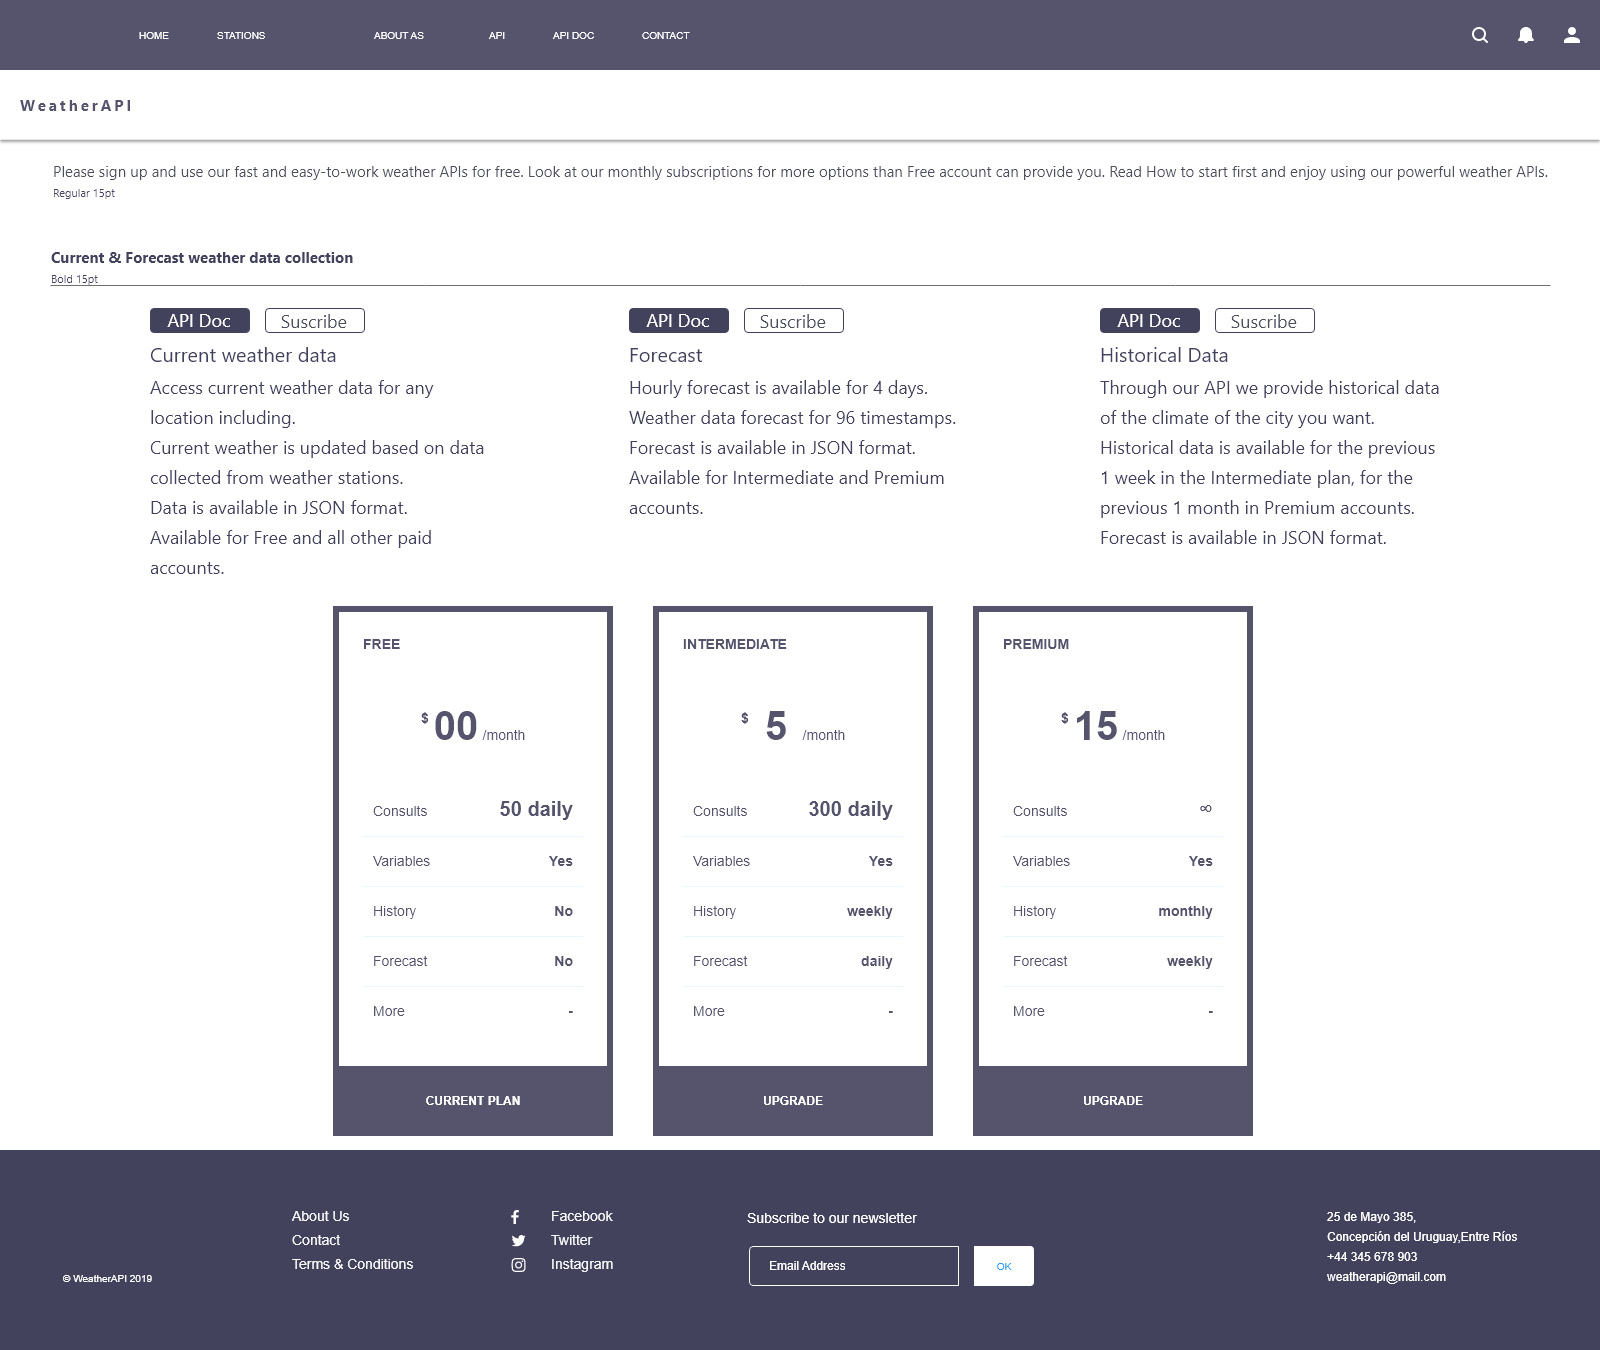 HOME STATIONS ABOUT AS API API DOC CONTACT
WeatherAPI
Please sign up and use our fast and easy-to-work weather APIs for free. Look at our monthly subscriptions for more options than Free account can provide you. Read How to start first and enjoy using our powerful weather APIs.
Regular 15pt
Current & Forecast weather data collection
Bold 15pt
API Doc Suscribe
Current weather data
Access current weather data for any
location including.
Current weather is updated based on data
collected from weather stations.
Data is available in JSON format.
Available for Free and all other paid
accounts.
API Doc Suscribe
Forecast
Hourly forecast is available for 4 days.
Weather data forecast for 96 timestamps.
Forecast is available in JSON format.
Available for Intermediate and Premium
accounts.
API Doc Suscribe
Historical Data
Through our API we provide historical data
of the climate of the city you want.
Historical data is available for the previous
1 week in the Intermediate plan, for the
previous 1 month in Premium accounts.
Forecast is available in JSON format.
FREE
$ 00 /month
Consults 50 daily
Variables Yes
History No
Forecast No
More -
CURRENT PLAN
INTERMEDIATE
$ 5 /month
Consults 300 daily
Variables Yes
History weekly
Forecast daily
More -
UPGRADE
PREMIUM
$ 15 /month
Consults ∞
Variables Yes
History monthly
Forecast weekly
More -
UPGRADE
© WeatherAPI 2019
About Us
Contact
Terms & Conditions
Facebook
Twitter
Instagram
Subscribe to our newsletter
Email Address OK
25 de Mayo 385,
Concepción del Uruguay,Entre Ríos
+44 345 678 903
weatherapi@mail.com